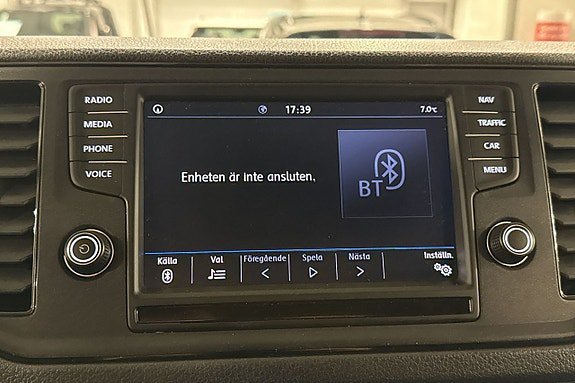 RADIO
MEDIA
PHONE
VOICE
17:39
7.0°C
Enheten är inte ansluten.
BT
Källa
Val
Föregående
Spela
Nästa
Inställn.
NAV
TRAFFIC
CAR
MENU